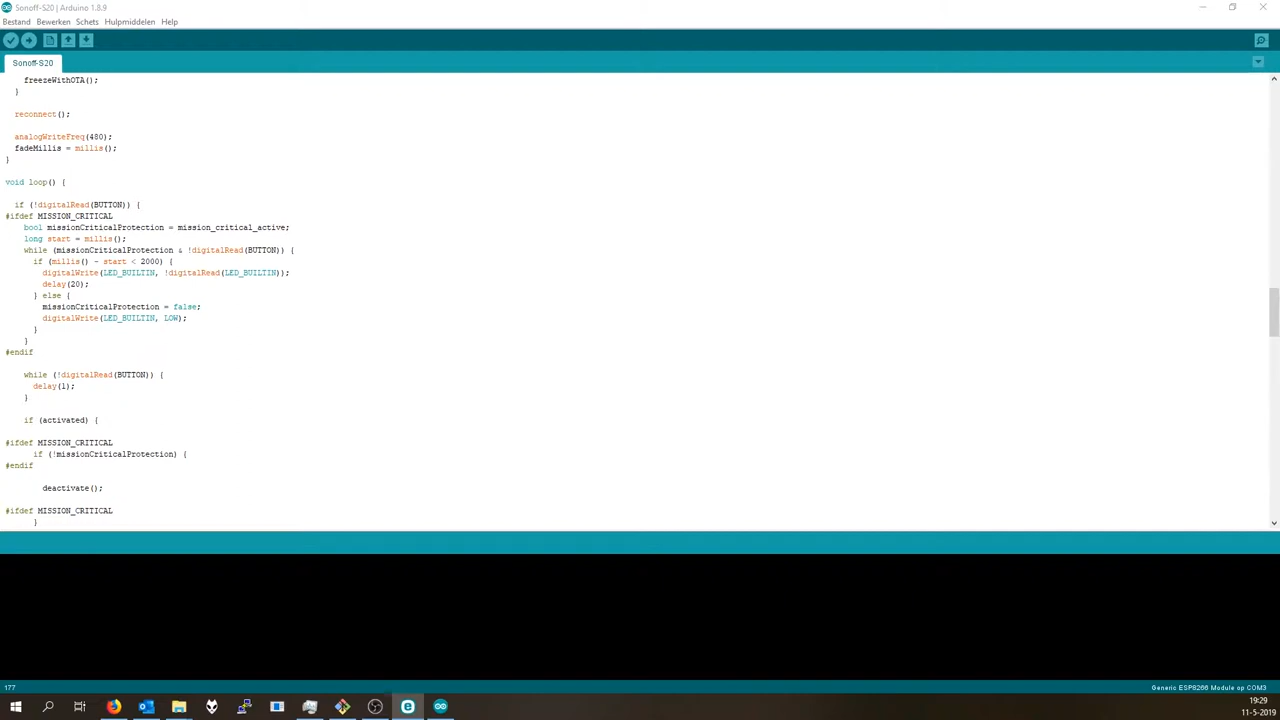 Sonoff-S20 | Arduino 1.8.9
Bestand Bewerken Schets Hulpmiddelen Help
Sonoff-S20
freezeWithOTA();
}
reconnect();
analogWriteFreq(480);
fadeMillis = millis();
}
void loop() {
if (!digitalRead(BUTTON)) {
#ifdef MISSION_CRITICAL
bool missionCriticalProtection = mission_critical_active;
long start = millis();
while (missionCriticalProtection & !digitalRead(BUTTON)) {
if (millis() - start < 2000) {
digitalWrite(LED_BUILTIN, !digitalRead(LED_BUILTIN));
delay(20);
} else {
missionCriticalProtection = false;
digitalWrite(LED_BUILTIN, LOW);
}
}
#endif
while (!digitalRead(BUTTON)) {
delay(1);
}
if (activated) {
#ifdef MISSION_CRITICAL
if (!missionCriticalProtection) {
#endif
deactivate();
#ifdef MISSION_CRITICAL
}
177
Generic ESP8266 Module op COM3
19:29
11-5-2019